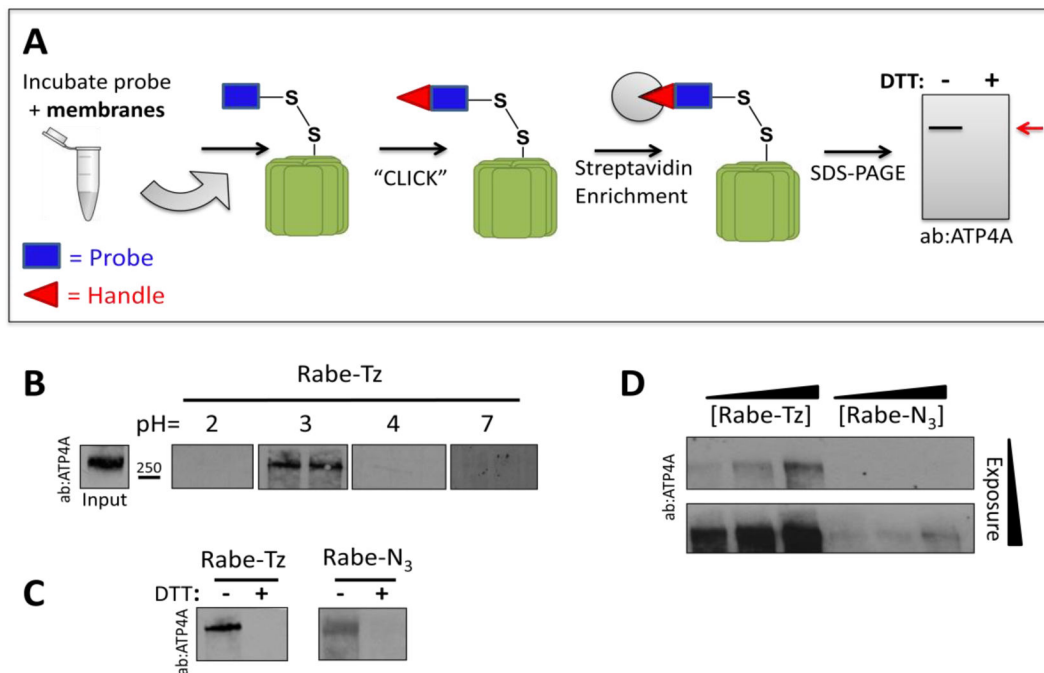 A
Incubate probe
+ membranes
S
S
"CLICK"
S
S
Streptavidin
Enrichment
S
S
SDS-PAGE
DTT: - +
ab:ATP4A
= Probe
= Handle
B
Rabe-Tz
pH= 2 3 4 7
ab:ATP4A
Input
250
C
Rabe-Tz Rabe-N₃
DTT: - + - +
ab:ATP4A
D
[Rabe-Tz] [Rabe-N₃]
ab:ATP4A
Exposure